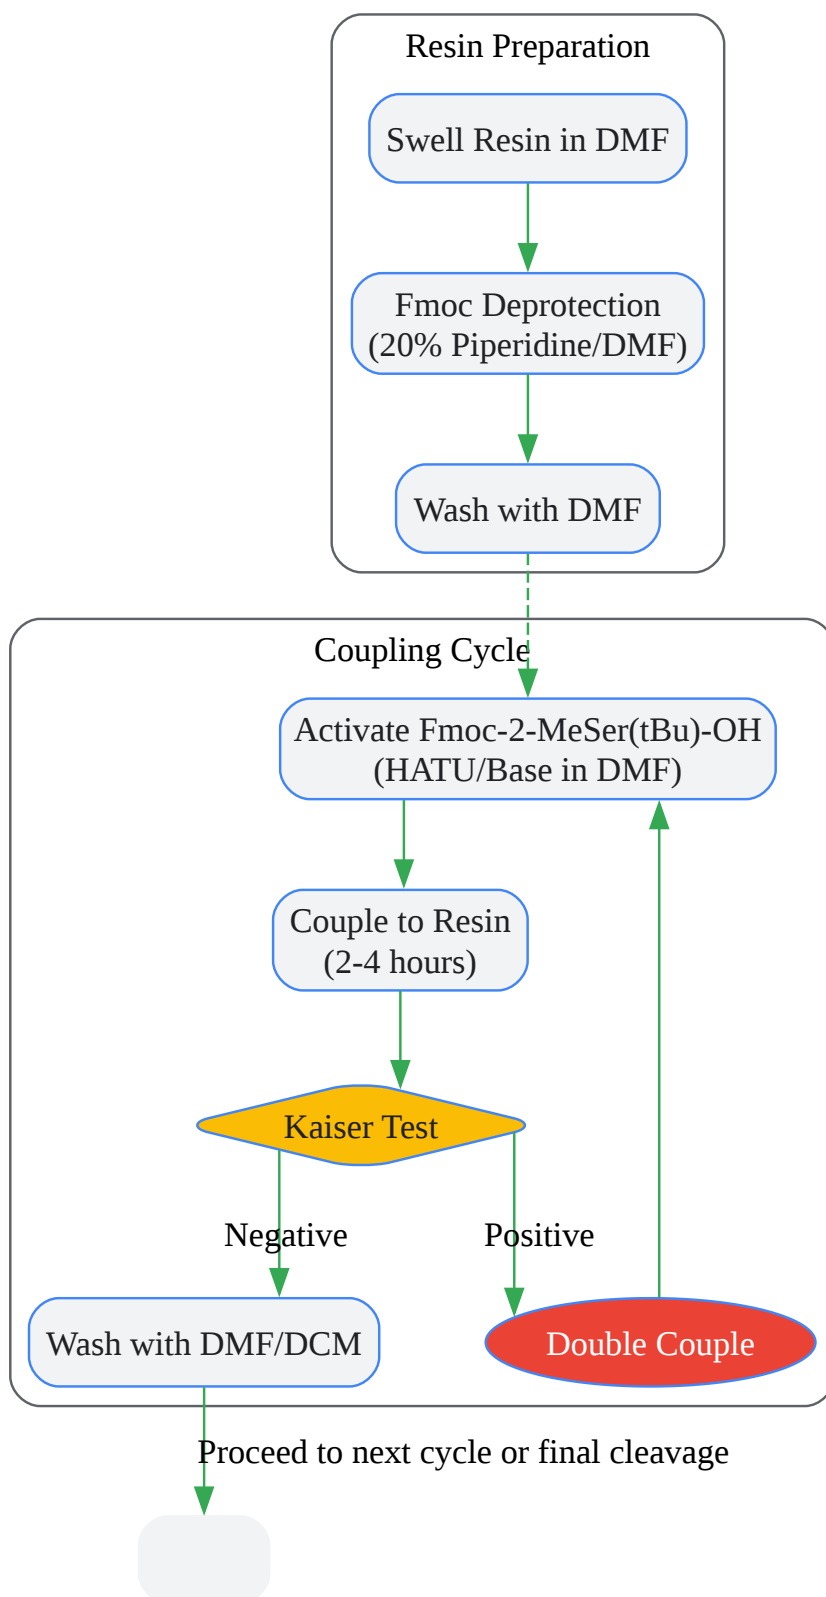 Resin Preparation
Swell Resin in DMF
Fmoc Deprotection
(20% Piperidine/DMF)
Wash with DMF
Coupling Cycle
Activate Fmoc-2-MeSer(tBu)-OH
(HATU/Base in DMF)
Couple to Resin
(2-4 hours)
Kaiser Test
Negative
Positive
Wash with DMF/DCM
Double Couple
Proceed to next cycle or final cleavage